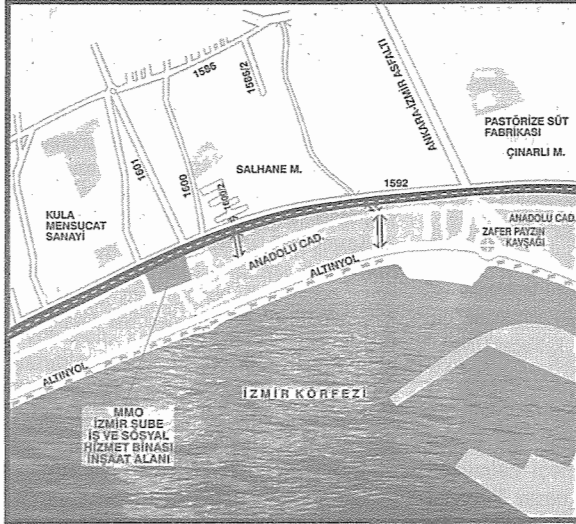 1586
1586/2
ANKARA-İZMİR ASFALTI
PASTÖRİZE SÜT
FABRİKASI
ÇINARLI M.
SALHANE M.
1601
1600
1600/2
1592
KULA
MENSUCAT
SANAYİ
ANADOLU CAD.
ZAFER PAYZIN
KAVŞAĞI
ANADOLU CAD.
ALTINYOL
ALTINYOL
İZMİR KÖRFEZİ
MMO
İZMİR ŞUBE
İŞ VE SOSYAL
HİZMET BİNASI
İNŞAAT ALANI